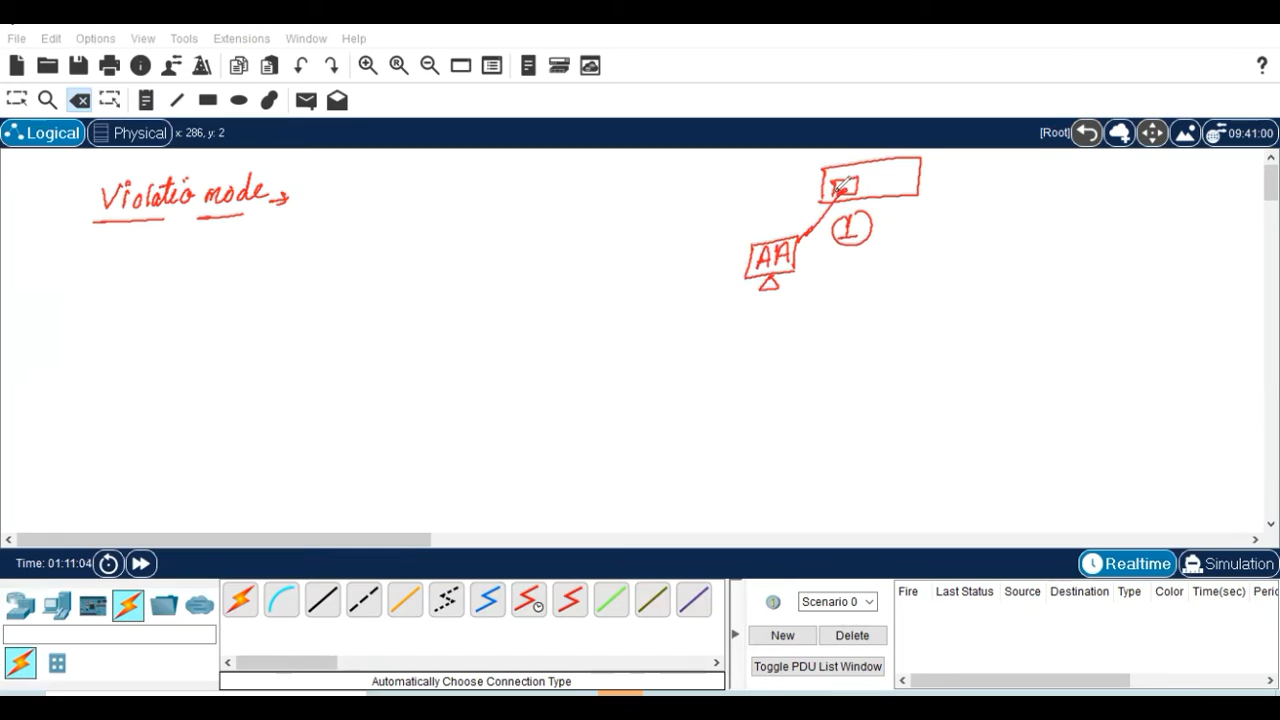 File Edit Options View Tools Extensions Window Help
?
Logical Physical x: 286, y: 2 [Root] 09:41:00
Violatio mode →
1
AA
Time: 01:11:04 Realtime Simulation
Scenario 0 Fire Last Status Source Destination Type Color Time(sec) Perio
New Delete
Toggle PDU List Window
Automatically Choose Connection Type